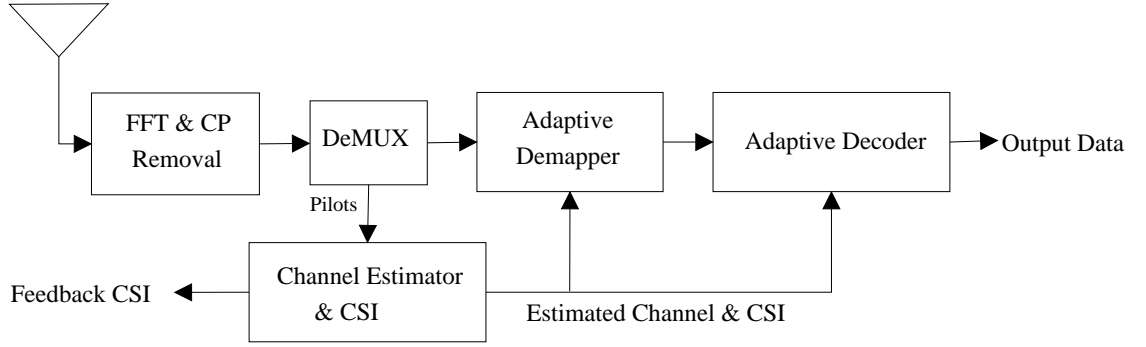 FFT & CP
Removal
DeMUX
Adaptive
Demapper
Adaptive Decoder
Output Data
Pilots
Channel Estimator
& CSI
Feedback CSI
Estimated Channel & CSI